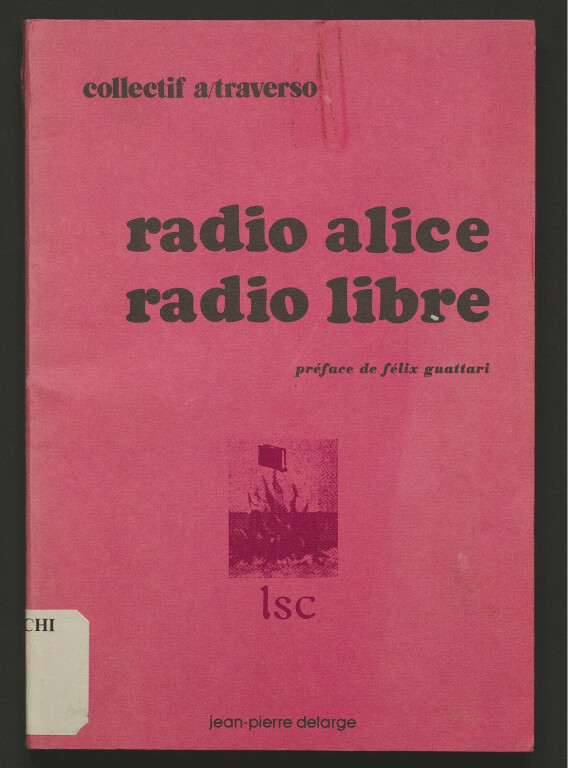 collectif a/traverso
radio alice
radio libre
préface de félix guattari
lsc
CHI
jean-pierre delarge